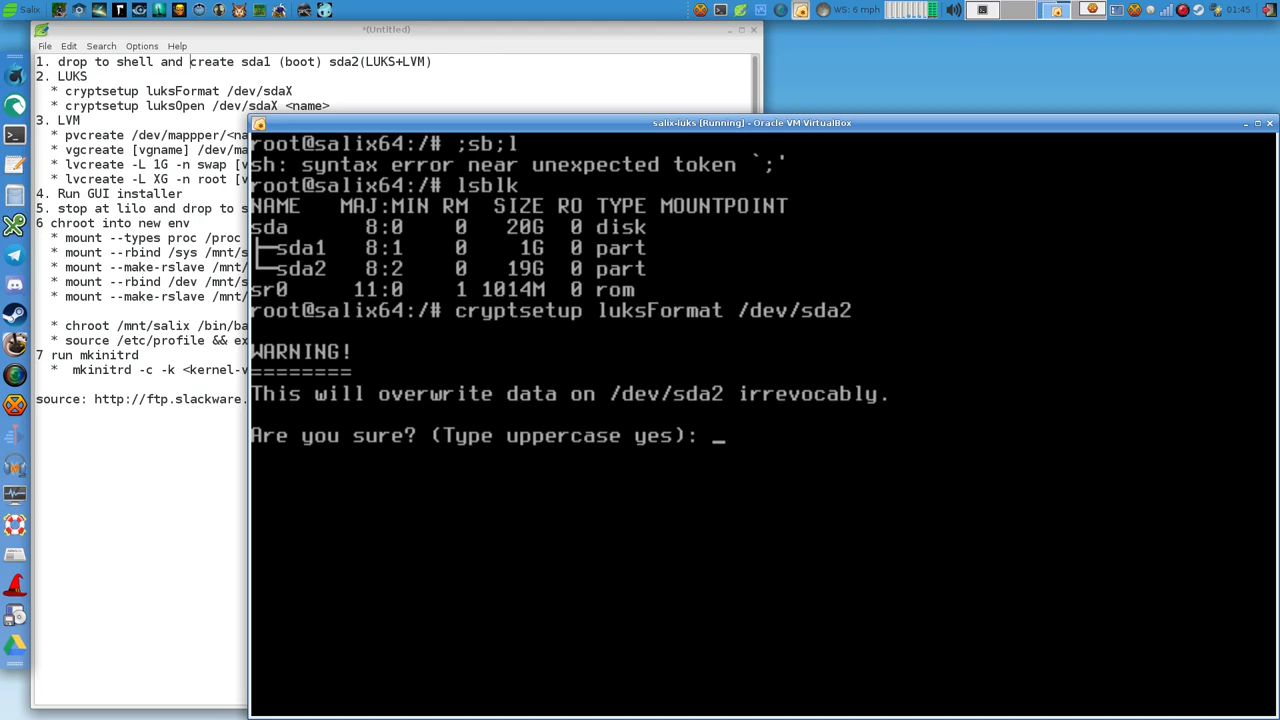 Salix
WS: 6 mph
01:45
*(Untitled)
File Edit Search Options Help
1. drop to shell and create sda1 (boot) sda2(LUKS+LVM)
2. LUKS
* cryptsetup luksFormat /dev/sdaX
* cryptsetup luksOpen /dev/sdaX <name>
3. LVM
* pvcreate /dev/mappper/<na
* vgcreate [vgname] /dev/ma
* lvcreate -L 1G -n swap [v
* lvcreate -L XG -n root [v
4. Run GUI installer
5. stop at lilo and drop to s
6 chroot into new env
* mount --types proc /proc
* mount --rbind /sys /mnt/s
* mount --make-rslave /mnt/
* mount --rbind /dev /mnt/s
* mount --make-rslave /mnt/
* chroot /mnt/salix /bin/ba
* source /etc/profile && ex
7 run mkinitrd
* mkinitrd -c -k <kernel-v
source: http://ftp.slackware.
salix-luks [Running] - Oracle VM VirtualBox
root@salix64:/# ;sb;l
sh: syntax error near unexpected token `;'
root@salix64:/# lsblk
NAME MAJ:MIN RM SIZE RO TYPE MOUNTPOINT
sda 8:0 0 20G 0 disk
├─sda1 8:1 0 1G 0 part
└─sda2 8:2 0 19G 0 part
sr0 11:0 1 1014M 0 rom
root@salix64:/# cryptsetup luksFormat /dev/sda2
WARNING!
========
This will overwrite data on /dev/sda2 irrevocably.
Are you sure? (Type uppercase yes): _